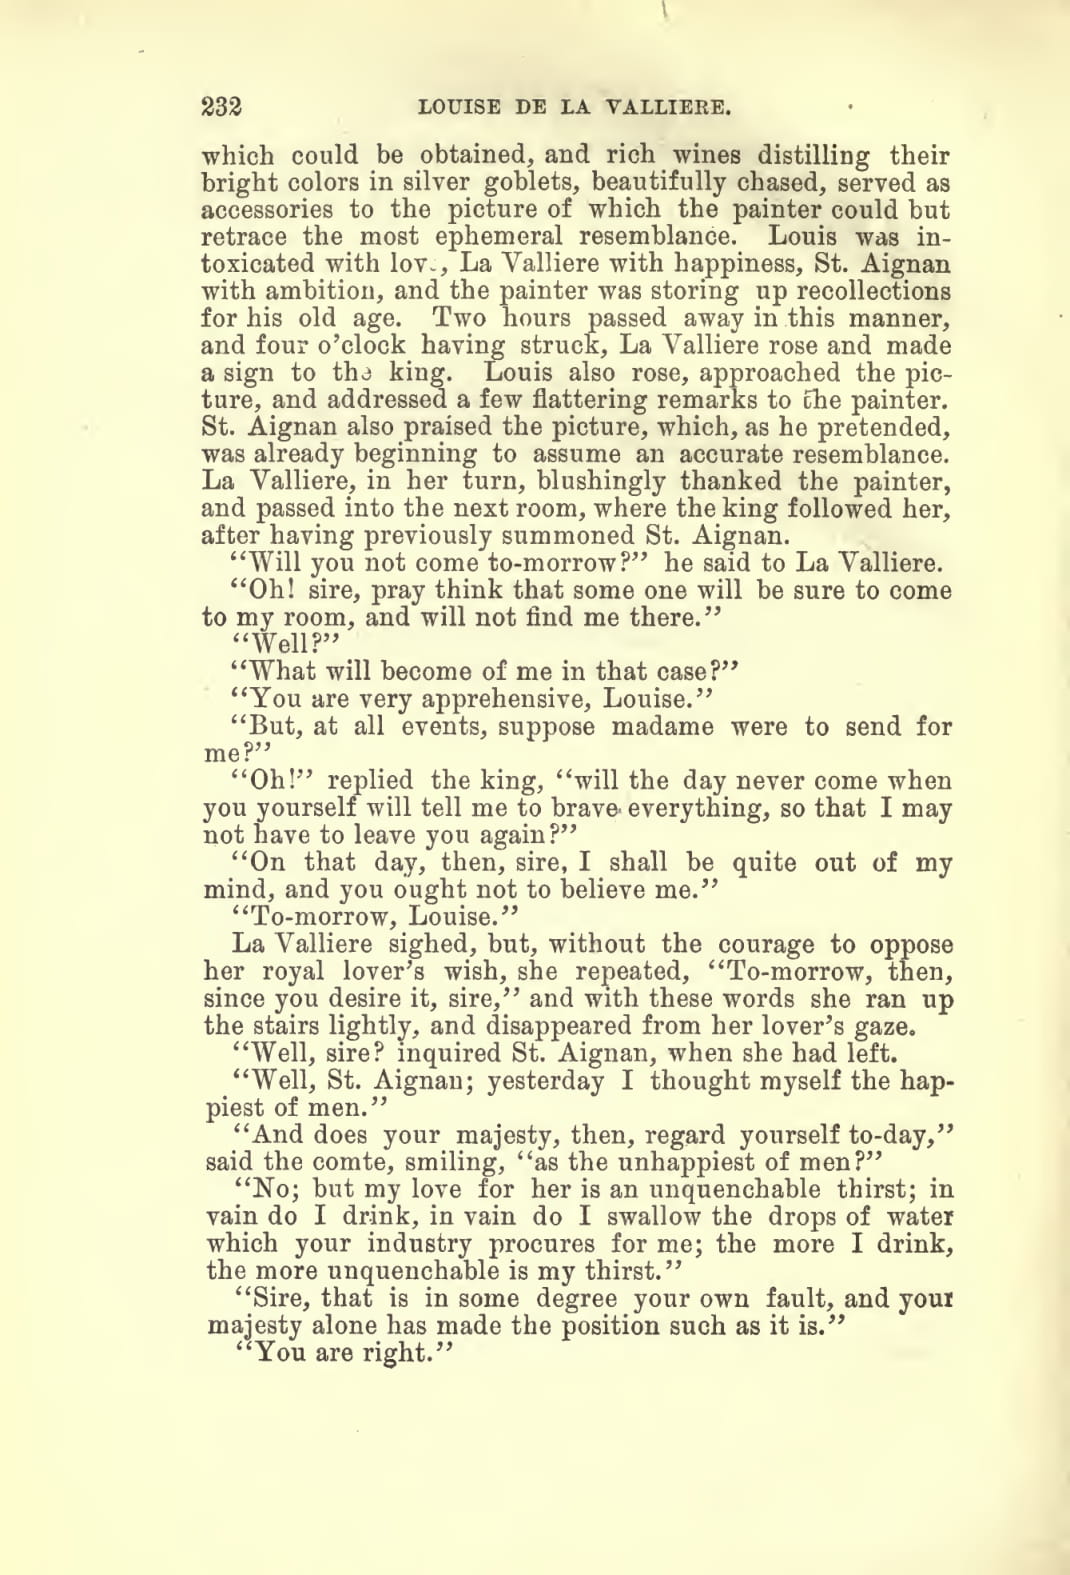 232 LOUISE DE LA VALLIERE.
which could be obtained, and rich wines distilling their
bright colors in silver goblets, beautifully chased, served as
accessories to the picture of which the painter could but
retrace the most ephemeral resemblance. Louis was in-
toxicated with lov., La Valliere with happiness, St. Aignan
with ambition, and the painter was storing up recollections
for his old age. Two hours passed away in this manner,
and four o’clock having struck, La Valliere rose and made
a sign to the king. Louis also rose, approached the pic-
ture, and addressed a few flattering remarks to the painter.
St. Aignan also praised the picture, which, as he pretended,
was already beginning to assume an accurate resemblance.
La Valliere, in her turn, blushingly thanked the painter,
and passed into the next room, where the king followed her,
after having previously summoned St. Aignan.
“Will you not come to-morrow?” he said to La Valliere.
“Oh! sire, pray think that some one will be sure to come
to my room, and will not find me there.”
“Well?”
“What will become of me in that case?”
“You are very apprehensive, Louise.”
“But, at all events, suppose madame were to send for
me?”
“Oh!” replied the king, “will the day never come when
you yourself will tell me to brave everything, so that I may
not have to leave you again?”
“On that day, then, sire, I shall be quite out of my
mind, and you ought not to believe me.”
“To-morrow, Louise.”
La Valliere sighed, but, without the courage to oppose
her royal lover’s wish, she repeated, “To-morrow, then,
since you desire it, sire,” and with these words she ran up
the stairs lightly, and disappeared from her lover’s gaze.
“Well, sire? inquired St. Aignan, when she had left.
“Well, St. Aignan; yesterday I thought myself the hap-
piest of men.”
“And does your majesty, then, regard yourself to-day,”
said the comte, smiling, “as the unhappiest of men?”
“No; but my love for her is an unquenchable thirst; in
vain do I drink, in vain do I swallow the drops of water
which your industry procures for me; the more I drink,
the more unquenchable is my thirst.”
“Sire, that is in some degree your own fault, and your
majesty alone has made the position such as it is.”
“You are right.”